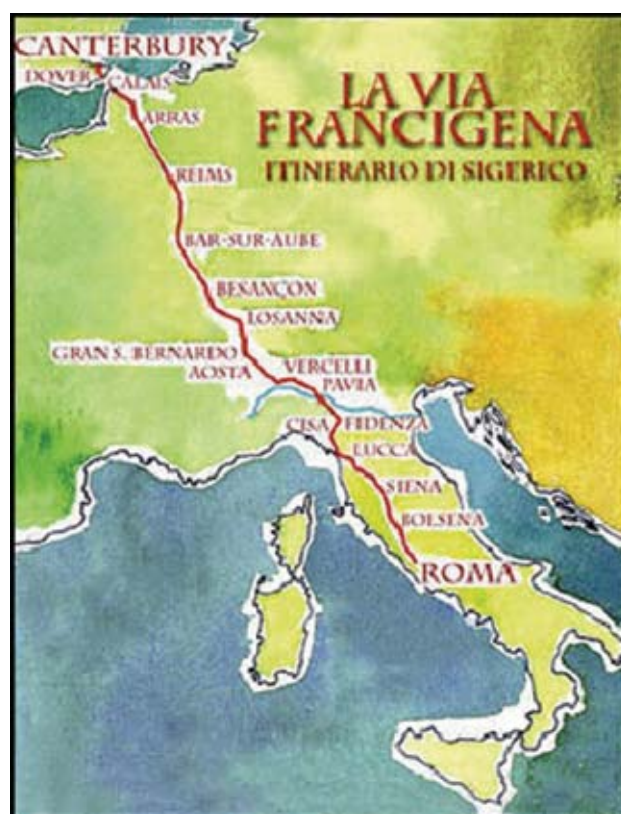 CANTERBURY
DOVER
CALAIS
LA VIA
FRANCIGENA
ITINERARIO DI SIGERICO
ARRAS
REIMS
BAR-SUR-AUBE
BESANÇON
LOSANNA
GRAN S. BERNARDO
AOSTA
VERCELLI
PAVIA
CISA
FIDENZA
LUCCA
SIENA
BOLSENA
ROMA